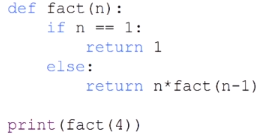 def fact(n):
    if n == 1:
        return 1
    else:
        return n*fact(n-1)

print(fact(4))